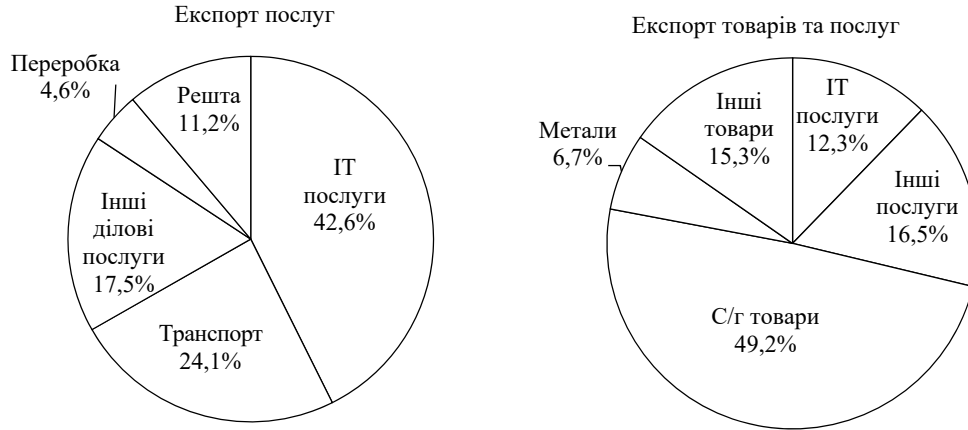 Експорт послуг
Переробка
4,6%
Решта
11,2%
ІТ
послуги
42,6%
Інші
ділові
послуги
17,5%
Транспорт
24,1%
Експорт товарів та послуг
Метали
6,7%
Інші
товари
15,3%
ІТ
послуги
12,3%
Інші
послуги
16,5%
С/г товари
49,2%